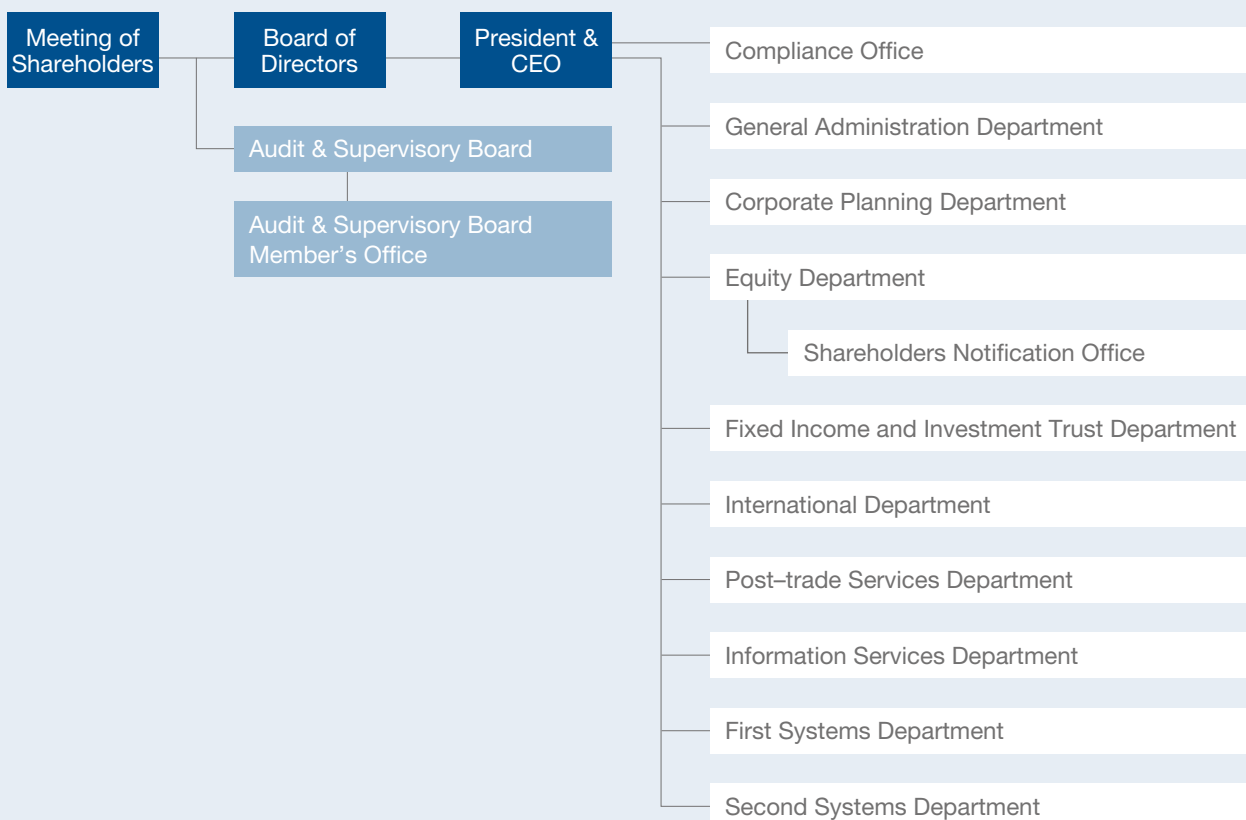 Meeting of
Shareholders
Board of
Directors
President &
CEO
Audit & Supervisory Board
Audit & Supervisory Board
Member’s Office
Compliance Office
General Administration Department
Corporate Planning Department
Equity Department
Shareholders Notification Office
Fixed Income and Investment Trust Department
International Department
Post–trade Services Department
Information Services Department
First Systems Department
Second Systems Department